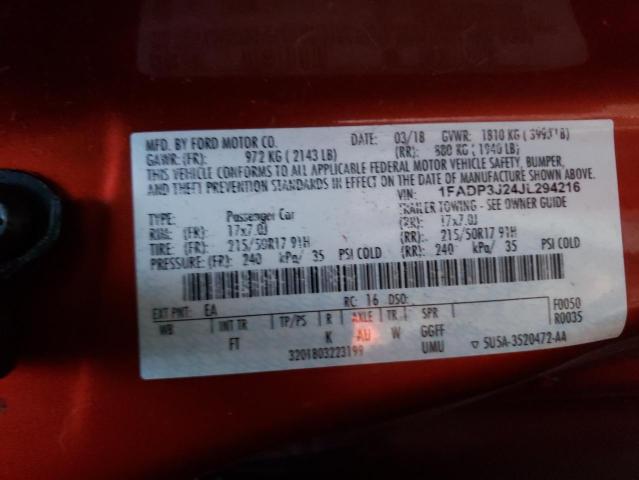 MFD. BY FORD MOTOR CO. DATE: 03/18 GVWR: 1810 KG
GAWR: (FR): 972 KG (2143 LB) (RR): 880 KG (1940 LB)
THIS VEHICLE CONFORMS TO ALL APPLICABLE FEDERAL MOTOR VEHICLE SAFETY, BUMPER,
AND THEFT PREVENTION STANDARDS IN EFFECT ON THE DATE OF MANUFACTURE SHOWN ABOVE.
VIN: 1FADP3J24JL294216
TYPE: Passenger Car TRAILER TOWING - SEE OWNER GUIDE
RIM: (FR): 17x7.0J (RR): 17x7.0J
TIRE: (FR): 215/50R17 91H (RR): 215/50R17 91H
PRESSURE: (FR): 240 kPa/ 35 PSI COLD (RR): 240 kPa/ 35 PSI COLD
EXT PNT: EA RC: 16 DSO: F0050
WB INT TR TP/PS R AXLE TR SPR R0035
FT K AU W GGFF
3201803223199 UMU ▽ 5U5A-3520472-AA